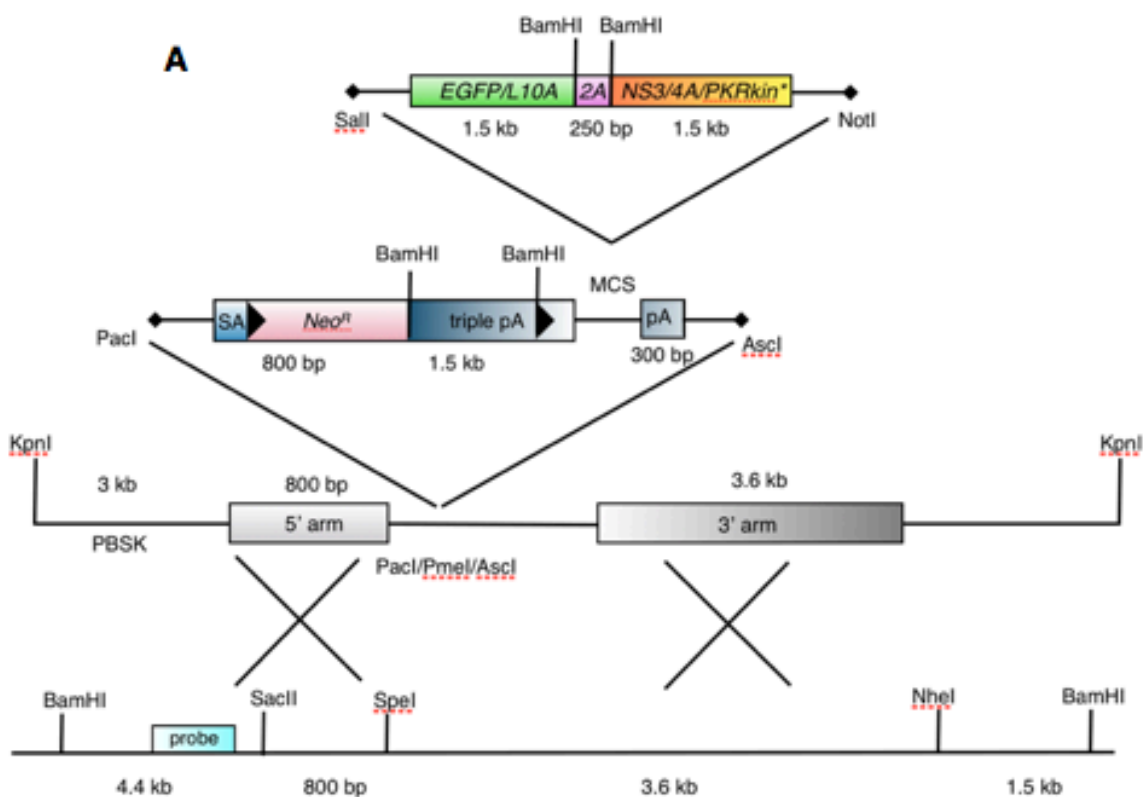 A
BamHI BamHI
EGFP/L10A 2A NS3/4A/PKRkin*
SalI 1.5 kb 250 bp 1.5 kb NotI
BamHI BamHI
MCS
SA Neoᴿ triple pA pA
PacI 800 bp 1.5 kb 300 bp AscI
KpnI KpnI
3 kb 800 bp 3.6 kb
5' arm 3' arm
PBSK PacI/PmeI/AscI
BamHI SacII SpeI NheI BamHI
probe
4.4 kb 800 bp 3.6 kb 1.5 kb